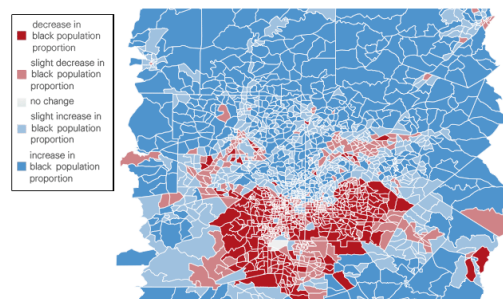 decrease in
black population
proportion
slight decrease in
black population
proportion
no change
slight increase in
black population
proportion
increase in
black population
proportion